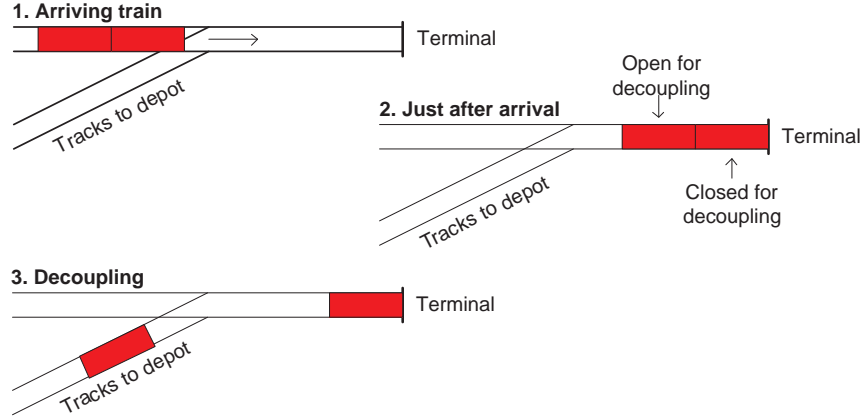 1. Arriving train
Terminal
Tracks to depot
2. Just after arrival
Open for
decoupling
Terminal
Closed for
decoupling
Tracks to depot
3. Decoupling
Terminal
Tracks to depot